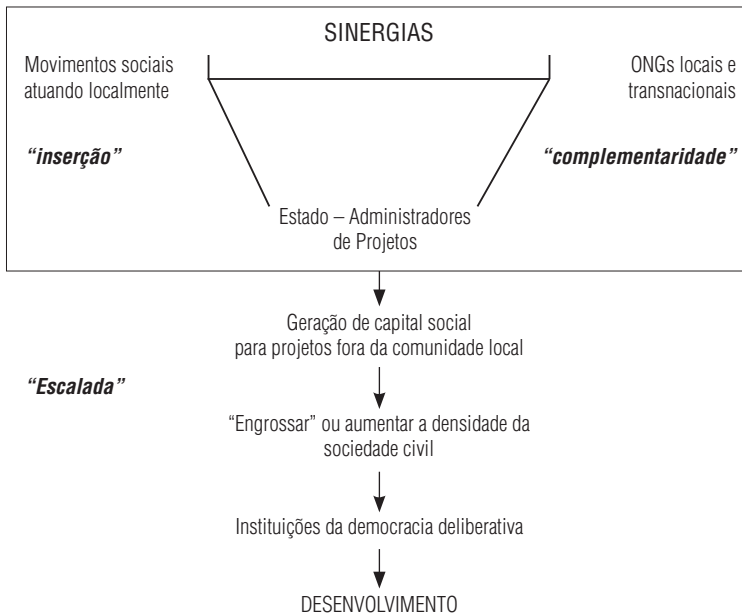 SINERGIAS
Movimentos sociais
atuando localmente
ONGs locais e
transnacionais
“inserção”
“complementaridade”
Estado – Administradores
de Projetos
Geração de capital social
para projetos fora da comunidade local
“Escalada”
“Engrossar” ou aumentar a densidade da
sociedade civil
Instituições da democracia deliberativa
DESENVOLVIMENTO